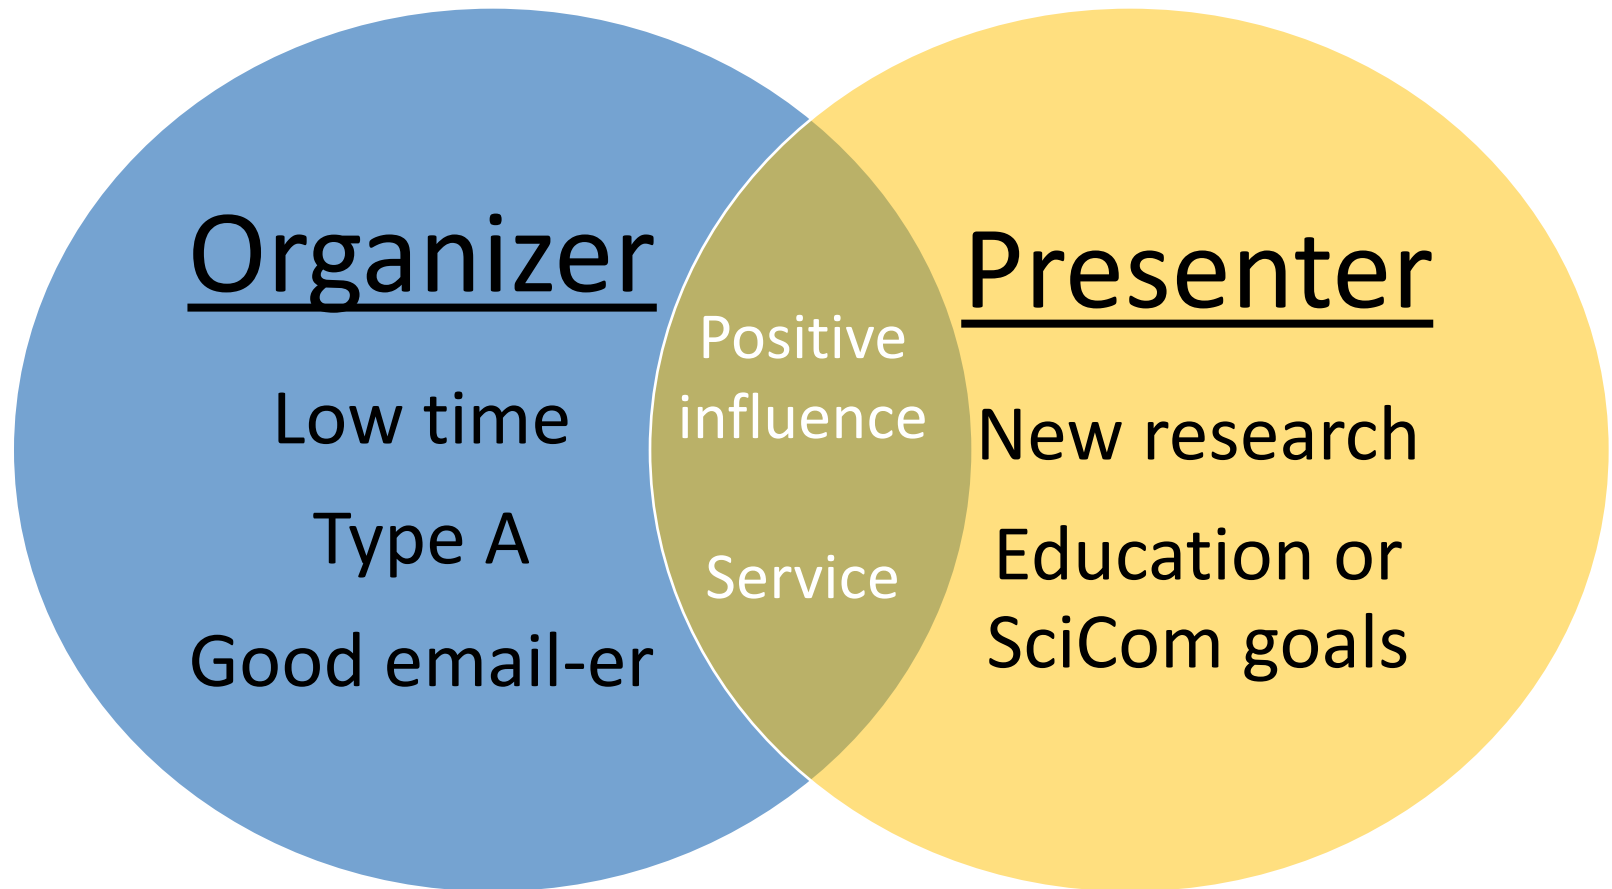 Organizer
Low time
Type A
Good email-er
Positive
influence
Service
Presenter
New research
Education or
SciCom goals